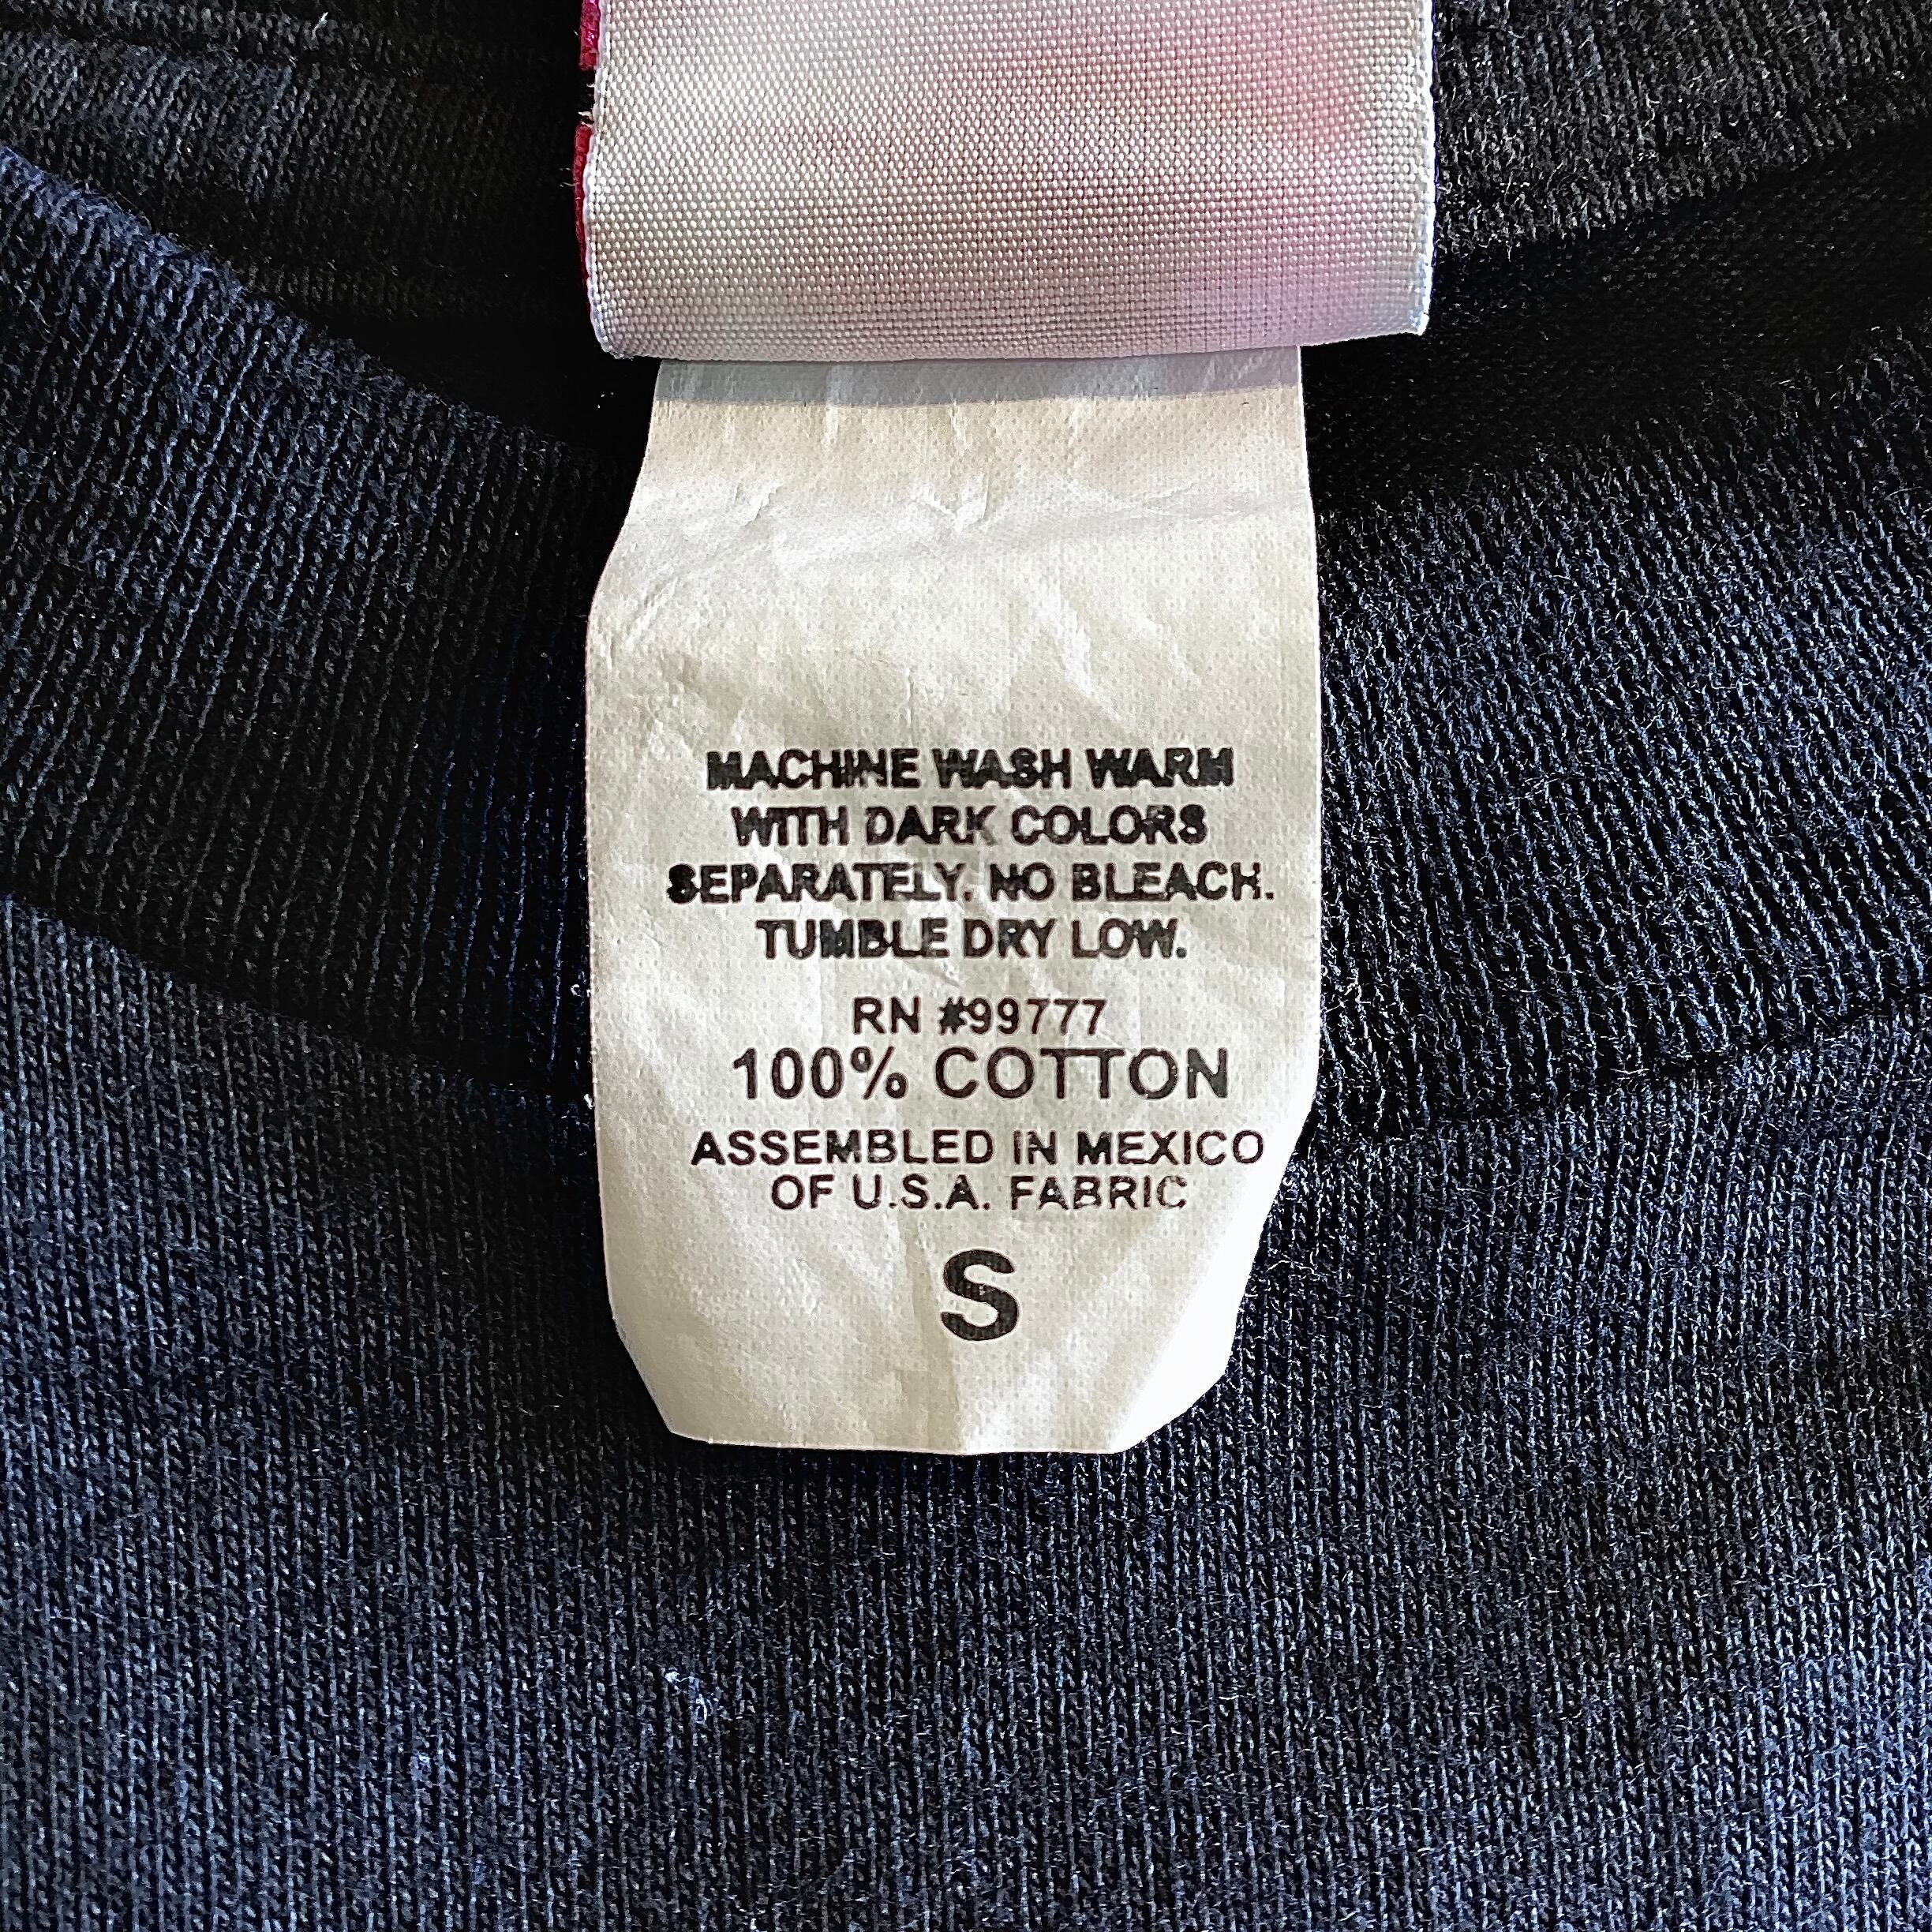 MACHINE WASH WARM
WITH DARK COLORS
SEPARATELY. NO BLEACH.
TUMBLE DRY LOW.
RN #99777
100% COTTON
ASSEMBLED IN MEXICO
OF U.S.A. FABRIC
S